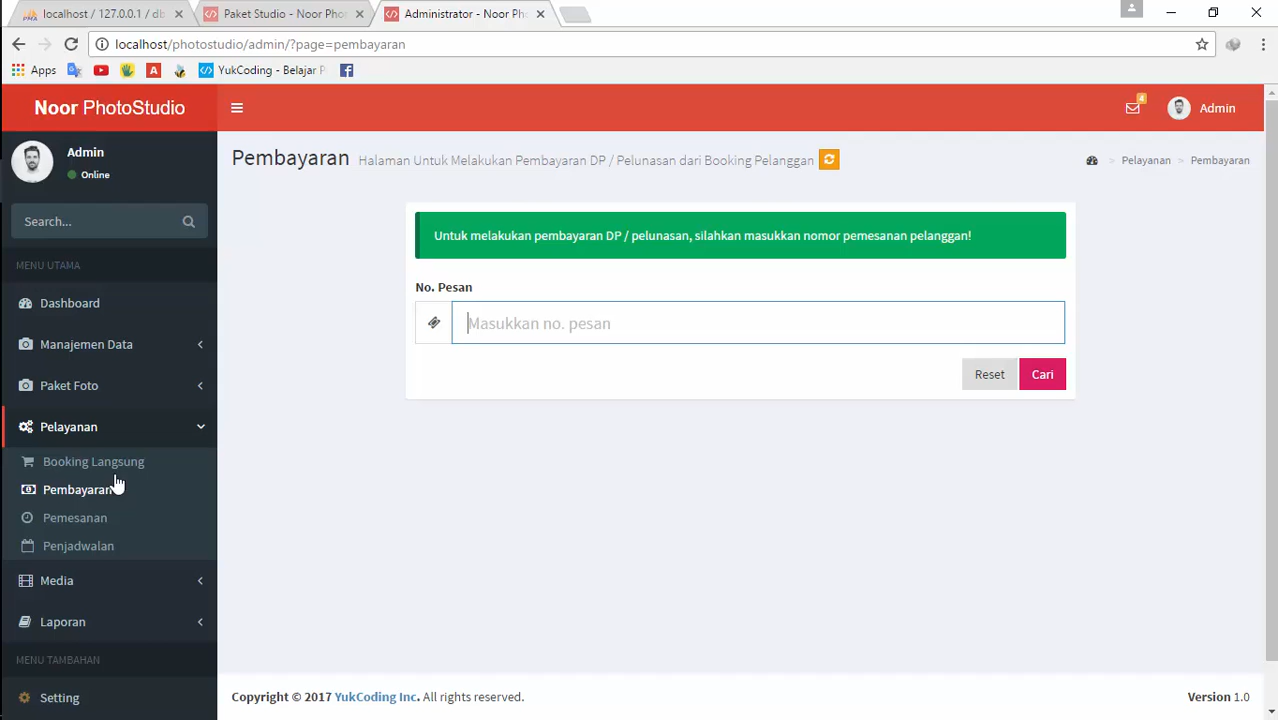 localhost / 127.0.0.1 / db
Paket Studio - Noor Phot
Administrator - Noor Pho
localhost/photostudio/admin/?page=pembayaran
Apps
YukCoding - Belajar P
Noor PhotoStudio
4
Admin
Admin
Online
Pembayaran Halaman Untuk Melakukan Pembayaran DP / Pelunasan dari Booking Pelanggan
> Pelayanan > Pembayaran
Search...
Untuk melakukan pembayaran DP / pelunasan, silahkan masukkan nomor pemesanan pelanggan!
MENU UTAMA
No. Pesan
Dashboard
Masukkan no. pesan
Manajemen Data
Paket Foto
Reset
Cari
Pelayanan
Booking Langsung
Pembayaran
Pemesanan
Penjadwalan
Media
Laporan
MENU TAMBAHAN
Setting
Copyright © 2017 YukCoding Inc. All rights reserved.
Version 1.0